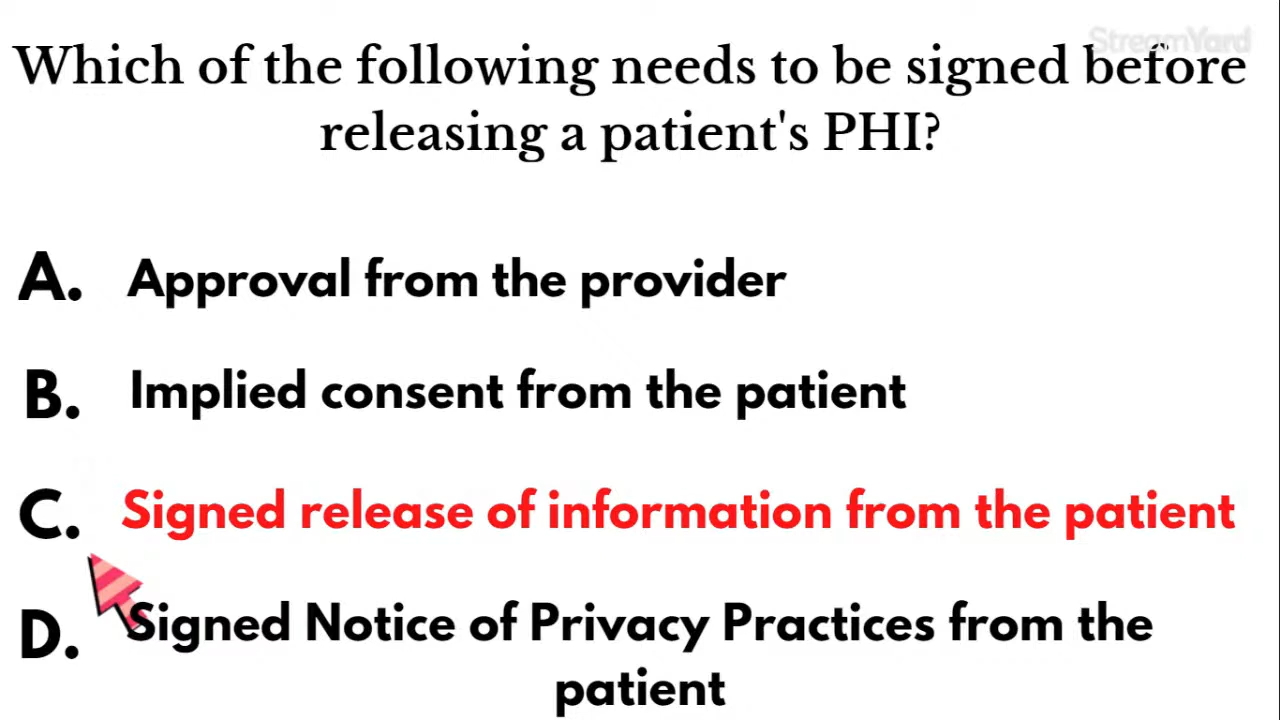 StreamYard
Which of the following needs to be signed before
releasing a patient's PHI?
A. Approval from the provider
B. Implied consent from the patient
C. Signed release of information from the patient
D. Signed Notice of Privacy Practices from the
patient